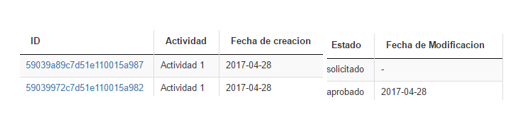 ID Actividad Fecha de creacion Estado Fecha de Modificacion
59039a89c7d51e110015a987 Actividad 1 2017-04-28 solicitado -
59039972c7d51e110015a982 Actividad 1 2017-04-28 aprobado 2017-04-28